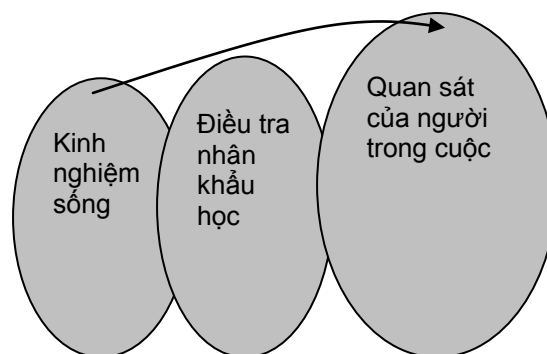 Kinh
nghiệm
sống
Điều tra
nhân
khẩu
học
Quan sát
của người
trong cuộc